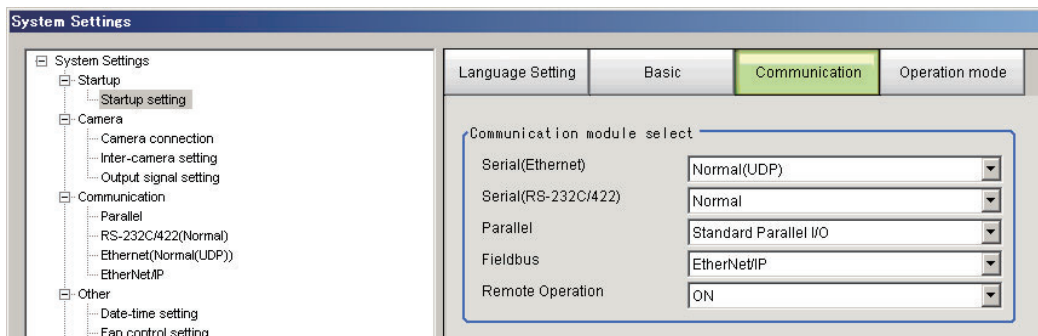 System Settings
System Settings
Startup
Startup setting
Camera
Camera connection
Inter-camera setting
Output signal setting
Communication
Parallel
RS-232C/422(Normal)
Ethernet(Normal(UDP))
EtherNet/IP
Other
Date-time setting
Fan control setting
Language Setting
Basic
Communication
Operation mode
Communication module select
Serial(Ethernet)
Normal(UDP)
Serial(RS-232C/422)
Normal
Parallel
Standard Parallel I/O
Fieldbus
EtherNet/IP
Remote Operation
ON